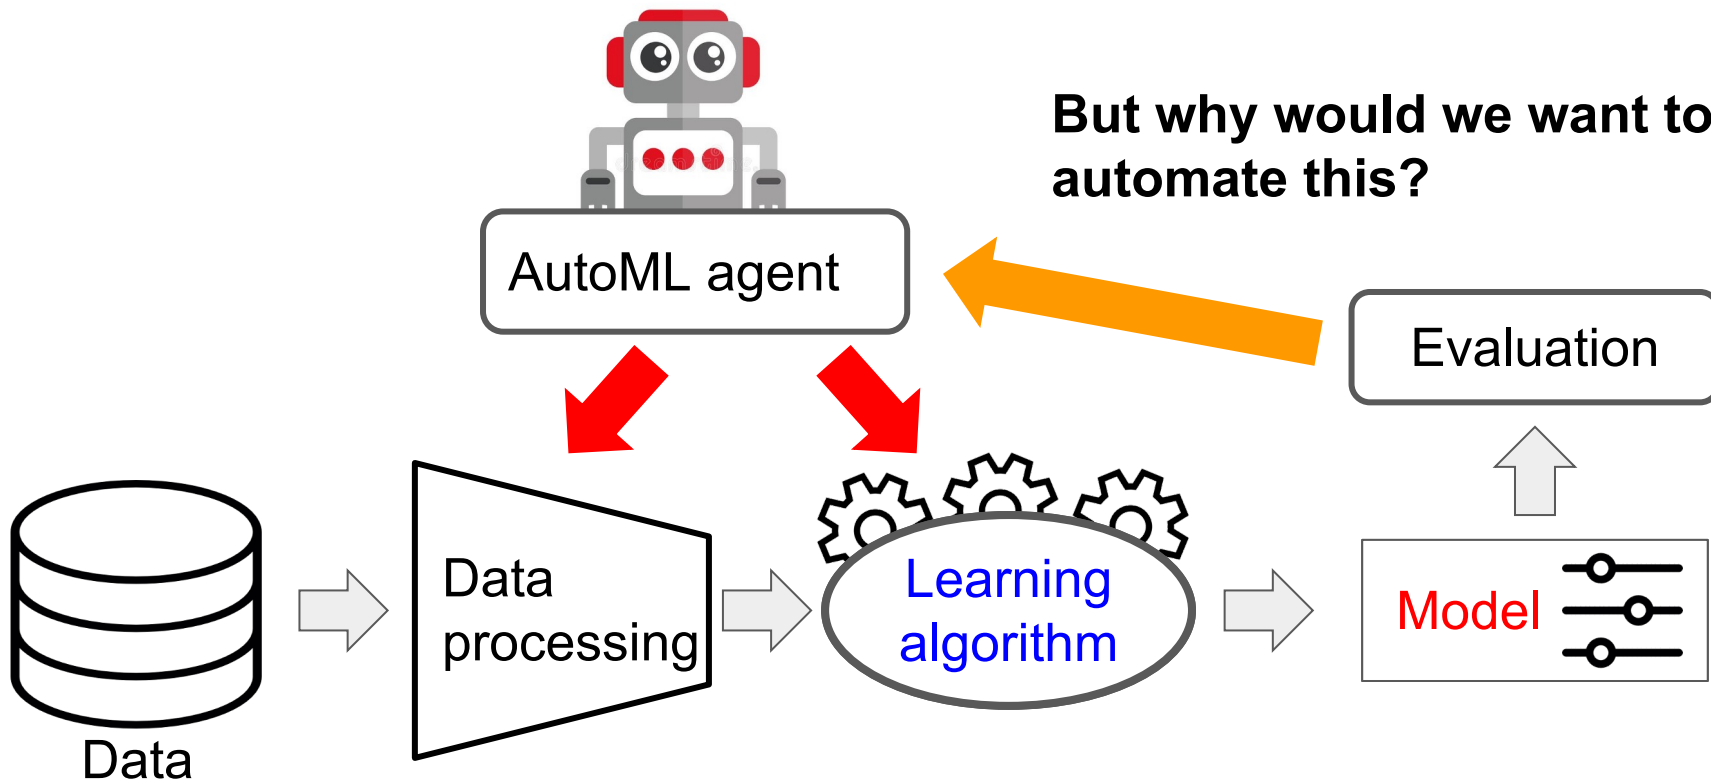 But why would we want to
automate this?
AutoML agent
Evaluation
Data
processing
Learning
algorithm
Model
Data